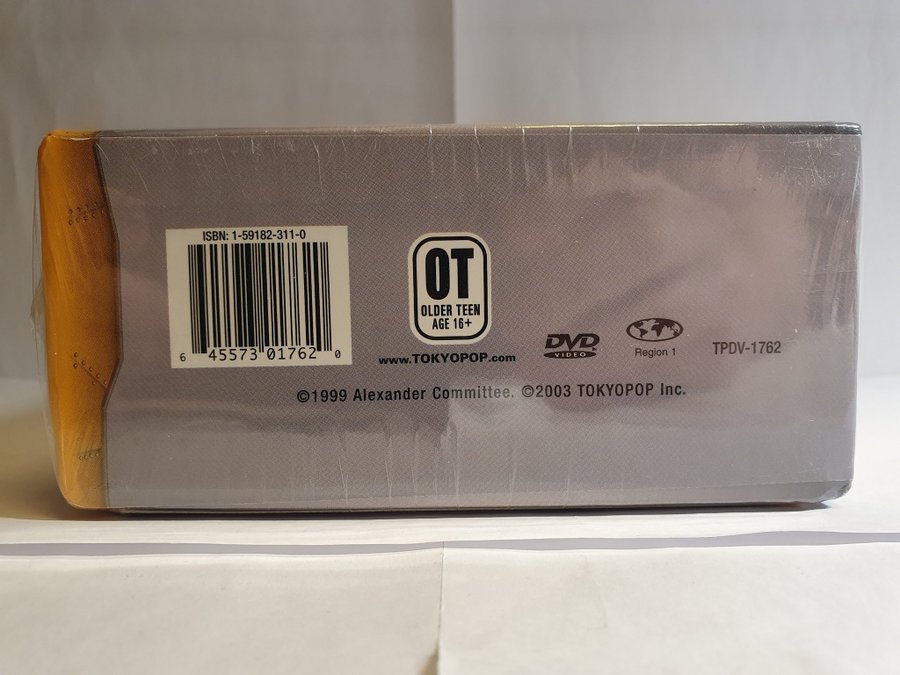 ISBN: 1-59182-311-0
6 45573 01762 0
OT
OLDER TEEN
AGE 16+
www.TOKYOPOP.com
DVD
VIDEO
Region 1
TPDV-1762
©1999 Alexander Committee. ©2003 TOKYOPOP Inc.